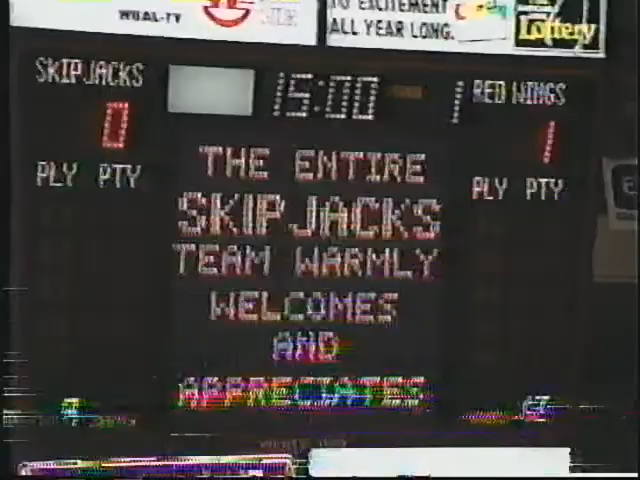 WBAL-TV
TO EXCITEMENT
ALL YEAR LONG.
Lottery
SKIPJACKS 15:00 1 RED WINGS
0 1
PLY PTY PLY PTY
THE ENTIRE
SKIPJACKS
TEAM WARMLY
WELCOMES
AND
APPRECIATES